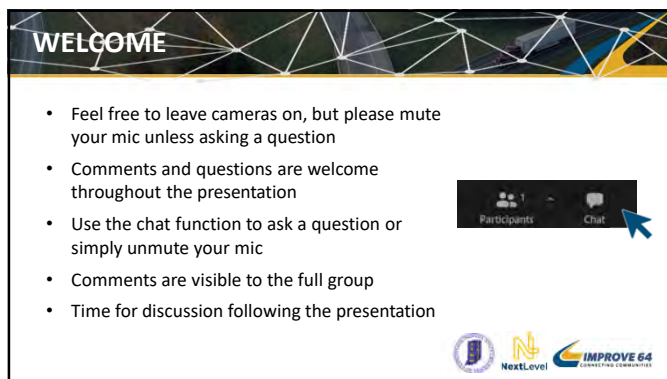 WELCOME
• Feel free to leave cameras on, but please mute
your mic unless asking a question
• Comments and questions are welcome
throughout the presentation
• Use the chat function to ask a question or
simply unmute your mic
• Comments are visible to the full group
• Time for discussion following the presentation
1
Participants
Chat
NextLevel
IMPROVE 64
CONNECTING COMMUNITIES